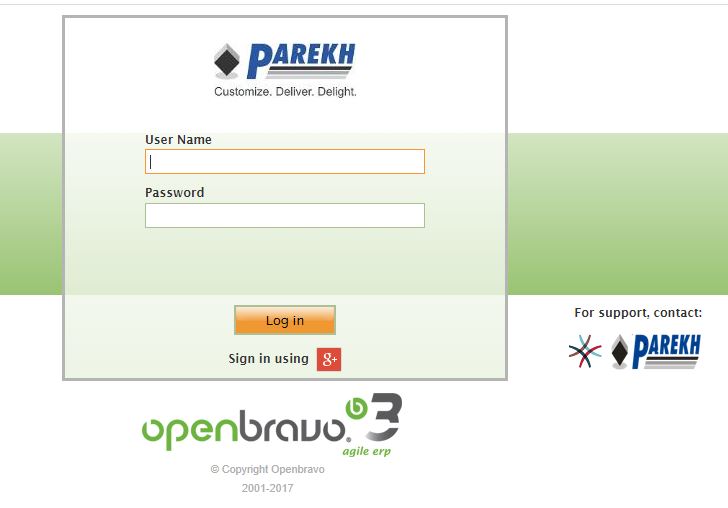 PAREKH
Customize. Deliver. Delight.
User Name
Password
Log in
Sign in using g+
For support, contact:
PAREKH
openbravo. b 3
agile erp
© Copyright Openbravo
2001-2017